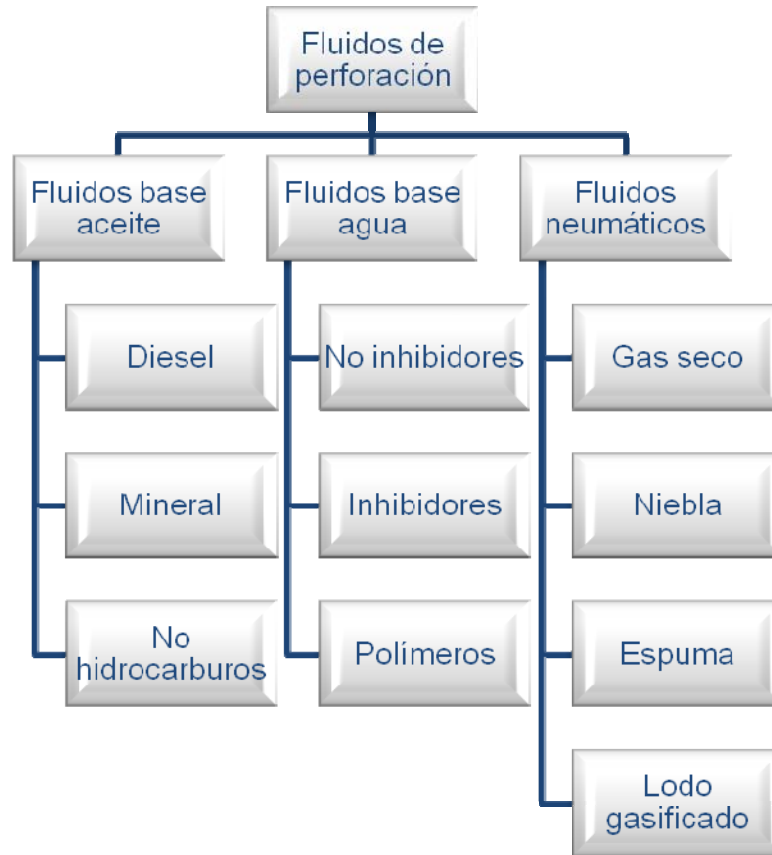 Fluidos de
perforación
Fluidos base
aceite
Fluidos base
agua
Fluidos
neumáticos
Diesel
No inhibidores
Gas seco
Mineral
Inhibidores
Niebla
No
hidrocarburos
Polímeros
Espuma
Lodo
gasificado